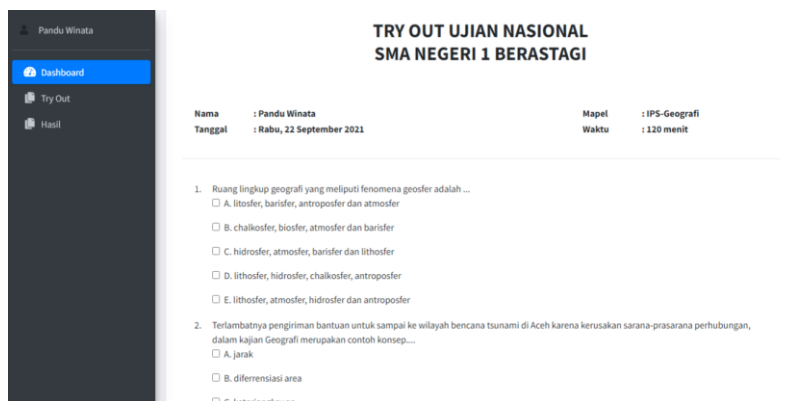 Pandu Winata
Dashboard
Try Out
Hasil
TRY OUT UJIAN NASIONAL
SMA NEGERI 1 BERASTAGI
Nama : Pandu Winata
Mapel : IPS-Geografi
Tanggal : Rabu, 22 September 2021
Waktu : 120 menit
1. Ruang lingkup geografi yang meliputi fenomena geosfer adalah ...
A. litosfer, barisfer, antroposfer dan atmosfer
B. chalkosfer, biosfer, atmosfer dan barisfer
C. hidrosfer, atmosfer, barisfer dan lithosfer
D. lithosfer, hidrosfer, chalkosfer, antroposfer
E. lithosfer, atmosfer, hidrosfer dan antroposfer
2. Terlambatnya pengiriman bantuan untuk sampai ke wilayah bencana tsunami di Aceh karena kerusakan sarana-prasarana perhubungan,
dalam kajian Geografi merupakan contoh konsep....
A. jarak
B. diferrensiasi area